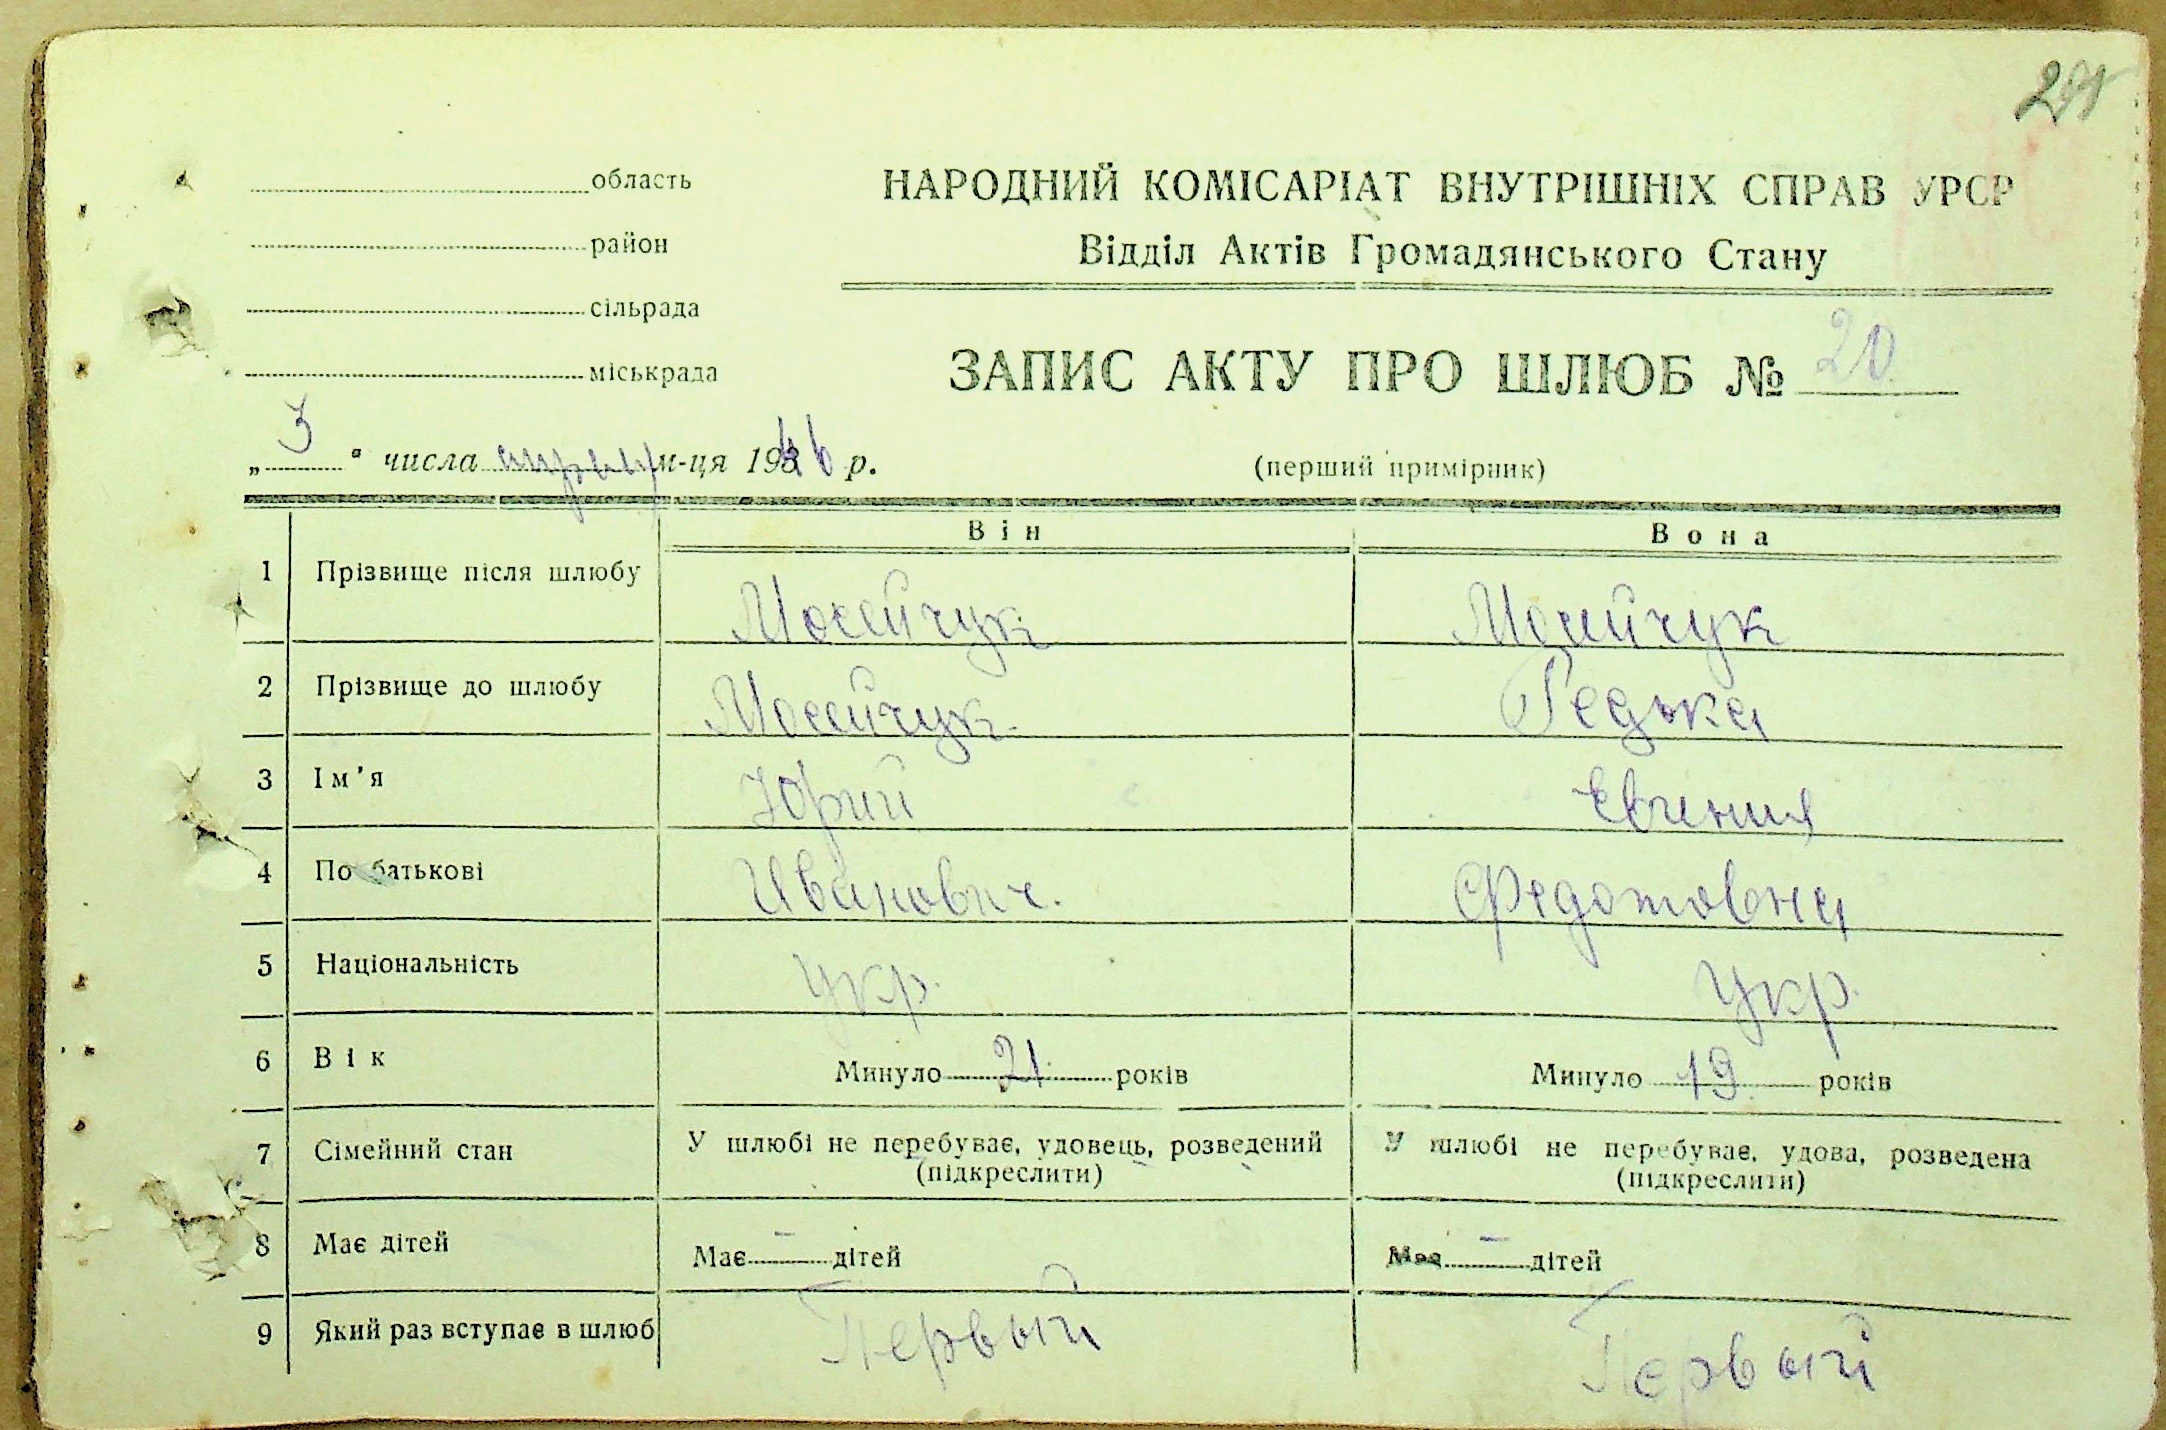 область
НАРОДНИЙ КОМІСАРІАТ ВНУТРІШНІХ СПРАВ УРСР
район
Відділ Актів Громадянського Стану
сільрада
міськрада
ЗАПИС АКТУ ПРО ШЛЮБ № 20
„ 3 " числа м-ця 1946 р.
(перший примірник)
Він Вона
1 Прізвище після шлюбу Мосейчук Мосейчук
2 Прізвище до шлюбу Мосейчук Редька
3 Ім'я Юрий Евгения
4 По батькові Иванович. Федотовна
5 Національність укр. укр.
6 Вік Минуло 21 років Минуло 19 років
7 Сімейний стан У шлюбі не перебуває, удовець, розведений У шлюбі не перебуває, удова, розведена
(підкреслити) (підкреслити)
8 Має дітей Має – дітей Має – дітей
9 Який раз вступає в шлюб Первый Первый